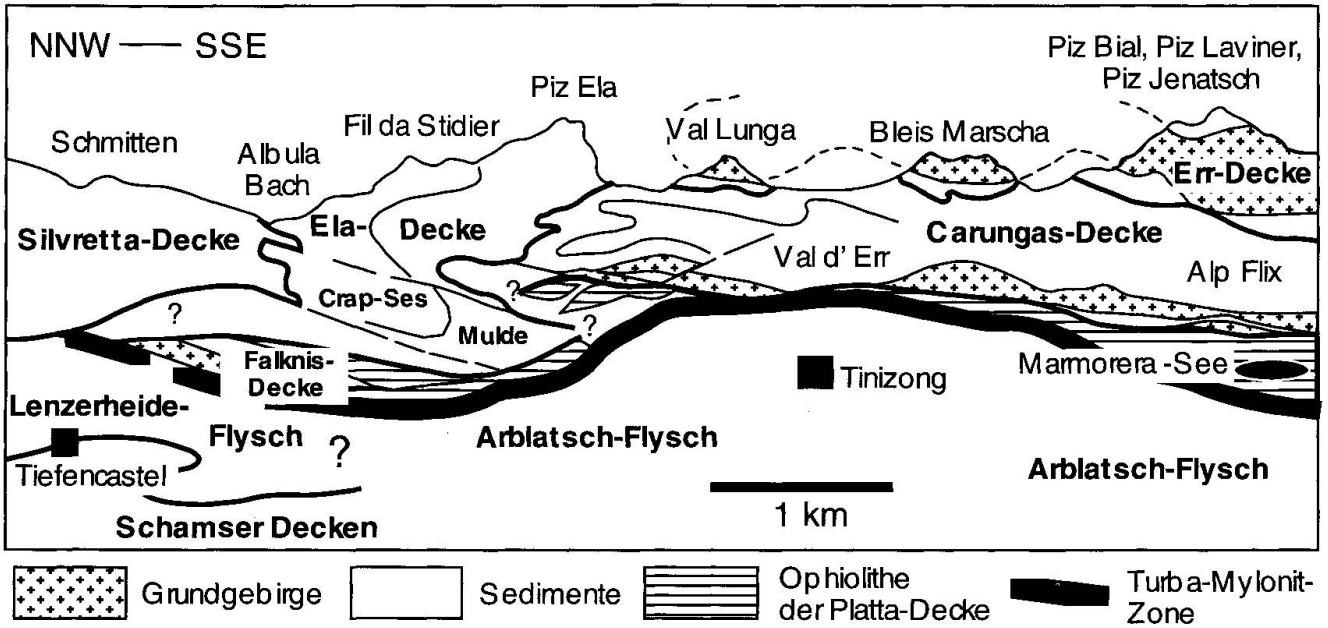 NNW — SSE
Piz Bial, Piz Laviner,
Piz Jenatsch
Piz Ela
Schmitten
Albula
Bach
Fil da Stidier
Val Lunga
Bleis Marscha
Err-Decke
Silvretta-Decke
Ela-
Decke
Carungas-Decke
Val d' Err
Alp Flix
Crap-Ses
Mulde
?
?
?
Falknis-
Decke
Tinizong
Marmorera-See
Lenzerheide-
Flysch
?
Arblatsch-Flysch
Arblatsch-Flysch
Tiefencastel
Schamser Decken
1 km
Grundgebirge
Sedimente
Ophiolithe
der Platta-Decke
Turba-Mylonit-
Zone